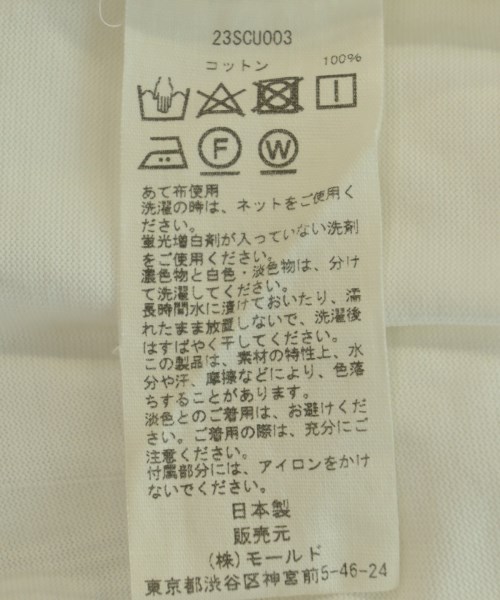 23SCU003
コットン 100%
F W
あて布使用
洗濯の時は、ネットをご使用く
ださい。
蛍光増白剤が入っていない洗剤
をご使用ください。
濃色物と白色・淡色物は、分け
て洗濯してください。
長時間水に漬けておいたり、濡
れたまま放置しないで、洗濯後
はすばやく干してください。
この製品は、素材の特性上、水
分や汗、摩擦などにより、色落
ちすることがあります。
淡色とのご着用は、お避けくだ
さい。ご着用の際は、充分にご
注意ください。
付属部分には、アイロンをかけ
ないでください。
日本製
販売元
(株)モールド
東京都渋谷区神宮前5-46-24